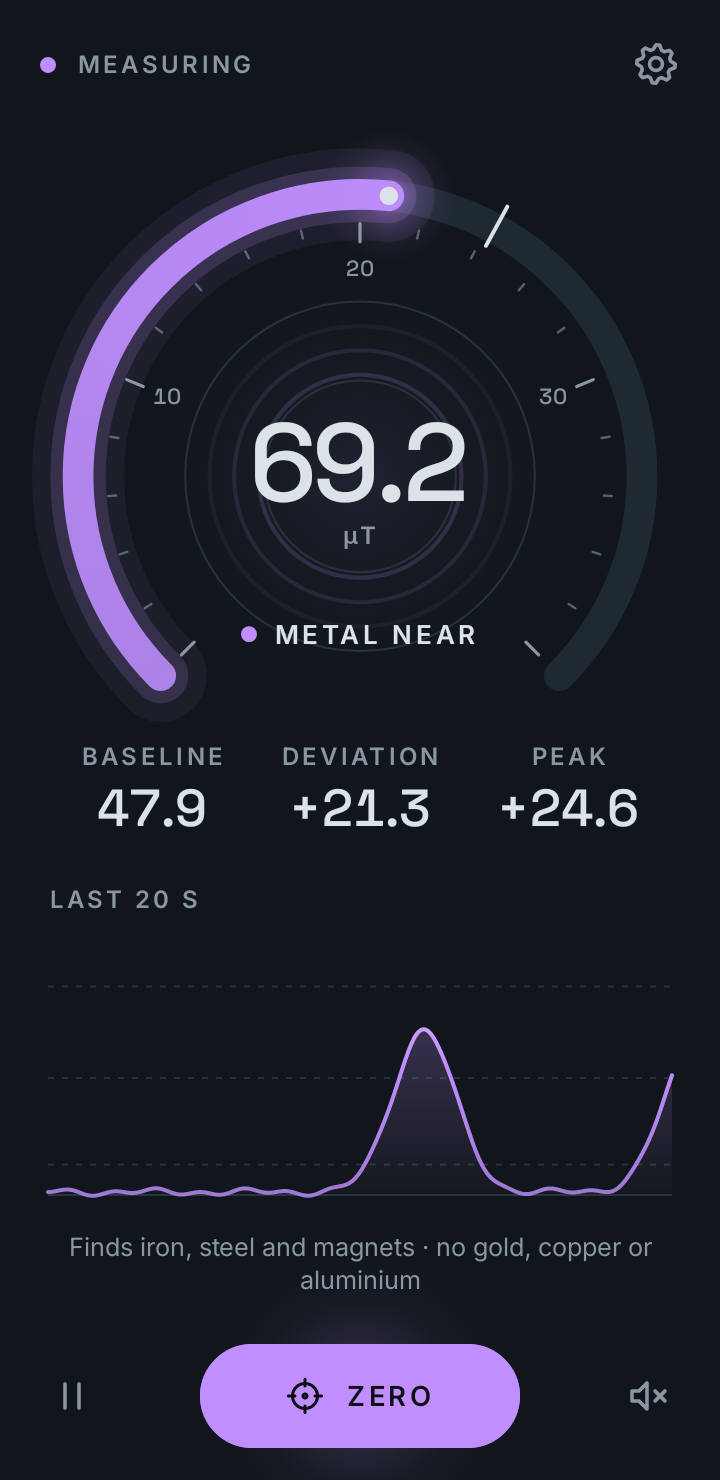 MEASURING
20
10
30
69.2
µT
METAL NEAR
BASELINE
DEVIATION
PEAK
47.9
+21.3
+24.6
LAST 20 S
Finds iron, steel and magnets · no gold, copper or
aluminium
ZERO